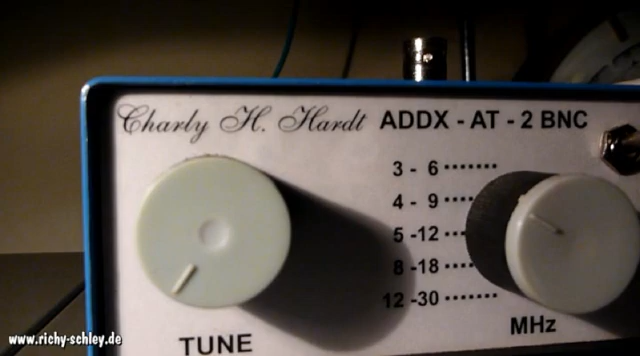 Charly H. Hardt ADDX - AT - 2 BNC
3 - 6
4 - 9
5 -12
8 -18
12 -30
TUNE
MHz
www.richy-schley.de